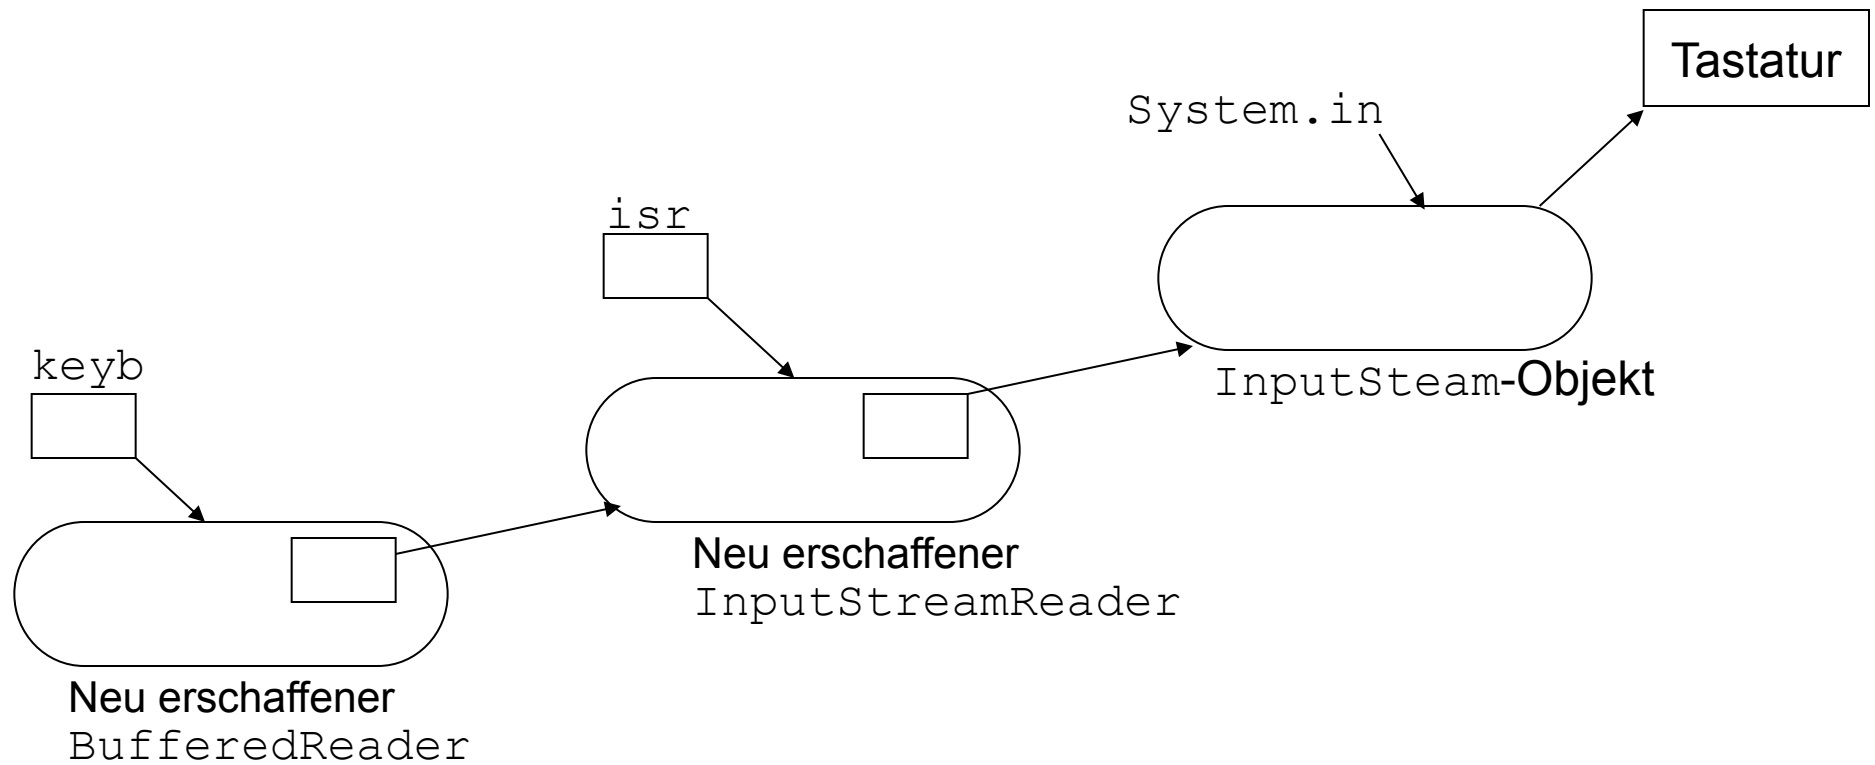 Tastatur
System.in
isr
keyb
InputSteam-Objekt
Neu erschaffener
InputStreamReader
Neu erschaffener
BufferedReader